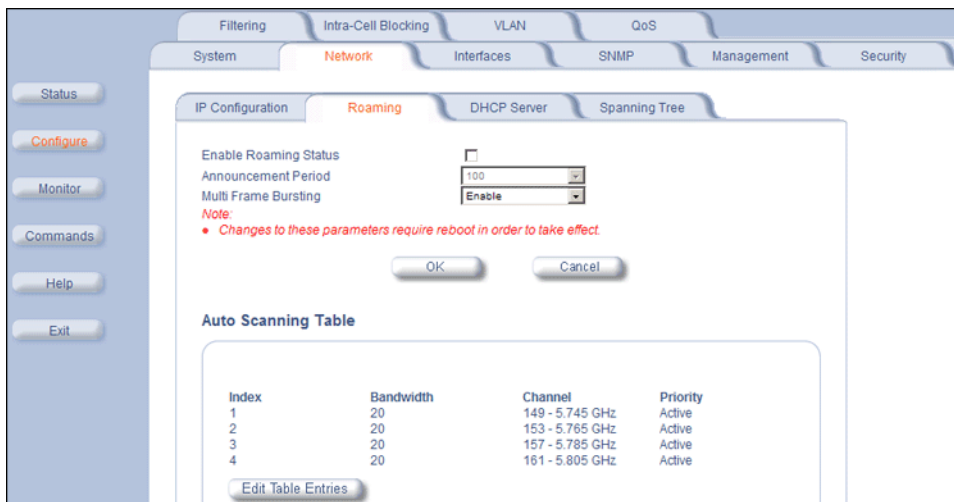 Filtering Intra-Cell Blocking VLAN QoS
System Network Interfaces SNMP Management Security
Status
Configure
Monitor
Commands
Help
Exit
IP Configuration Roaming DHCP Server Spanning Tree
Enable Roaming Status
Announcement Period 100
Multi Frame Bursting Enable
Note:
• Changes to these parameters require reboot in order to take effect.
OK Cancel
Auto Scanning Table
Index Bandwidth Channel Priority
1 20 149 - 5.745 GHz Active
2 20 153 - 5.765 GHz Active
3 20 157 - 5.785 GHz Active
4 20 161 - 5.805 GHz Active
Edit Table Entries